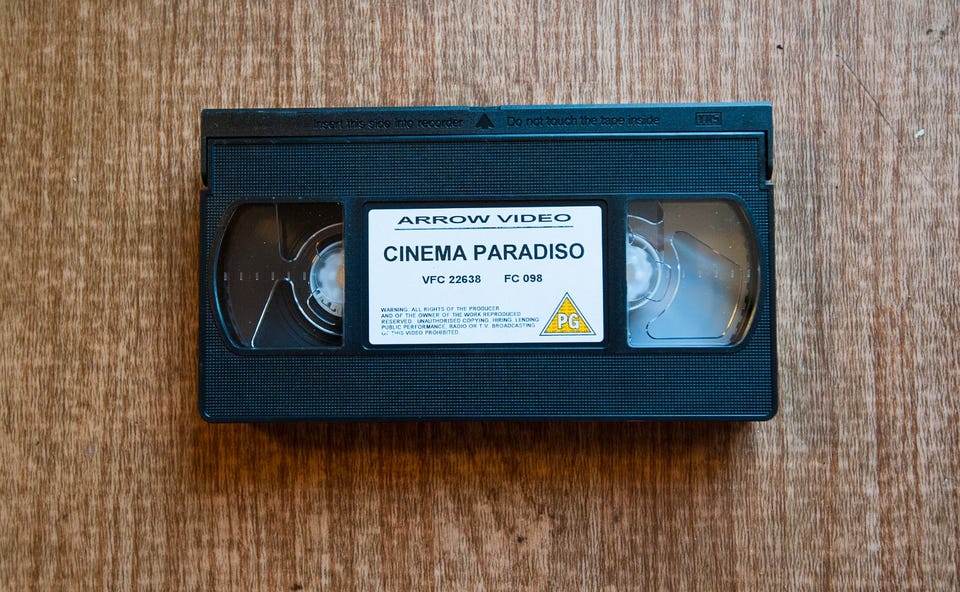 Insert this side into recorder ▲ Do not touch the tape inside VHS
ARROW VIDEO
CINEMA PARADISO
VFC 22638 FC 098
WARNING. ALL RIGHTS OF THE PRODUCER
AND OF THE OWNER OF THE WORK REPRODUCED
RESERVED. UNAUTHORISED COPYING, HIRING, LENDING
PUBLIC PERFORMANCE, RADIO OR T.V. BROADCASTING
OF THIS VIDEO PROHIBITED
PG